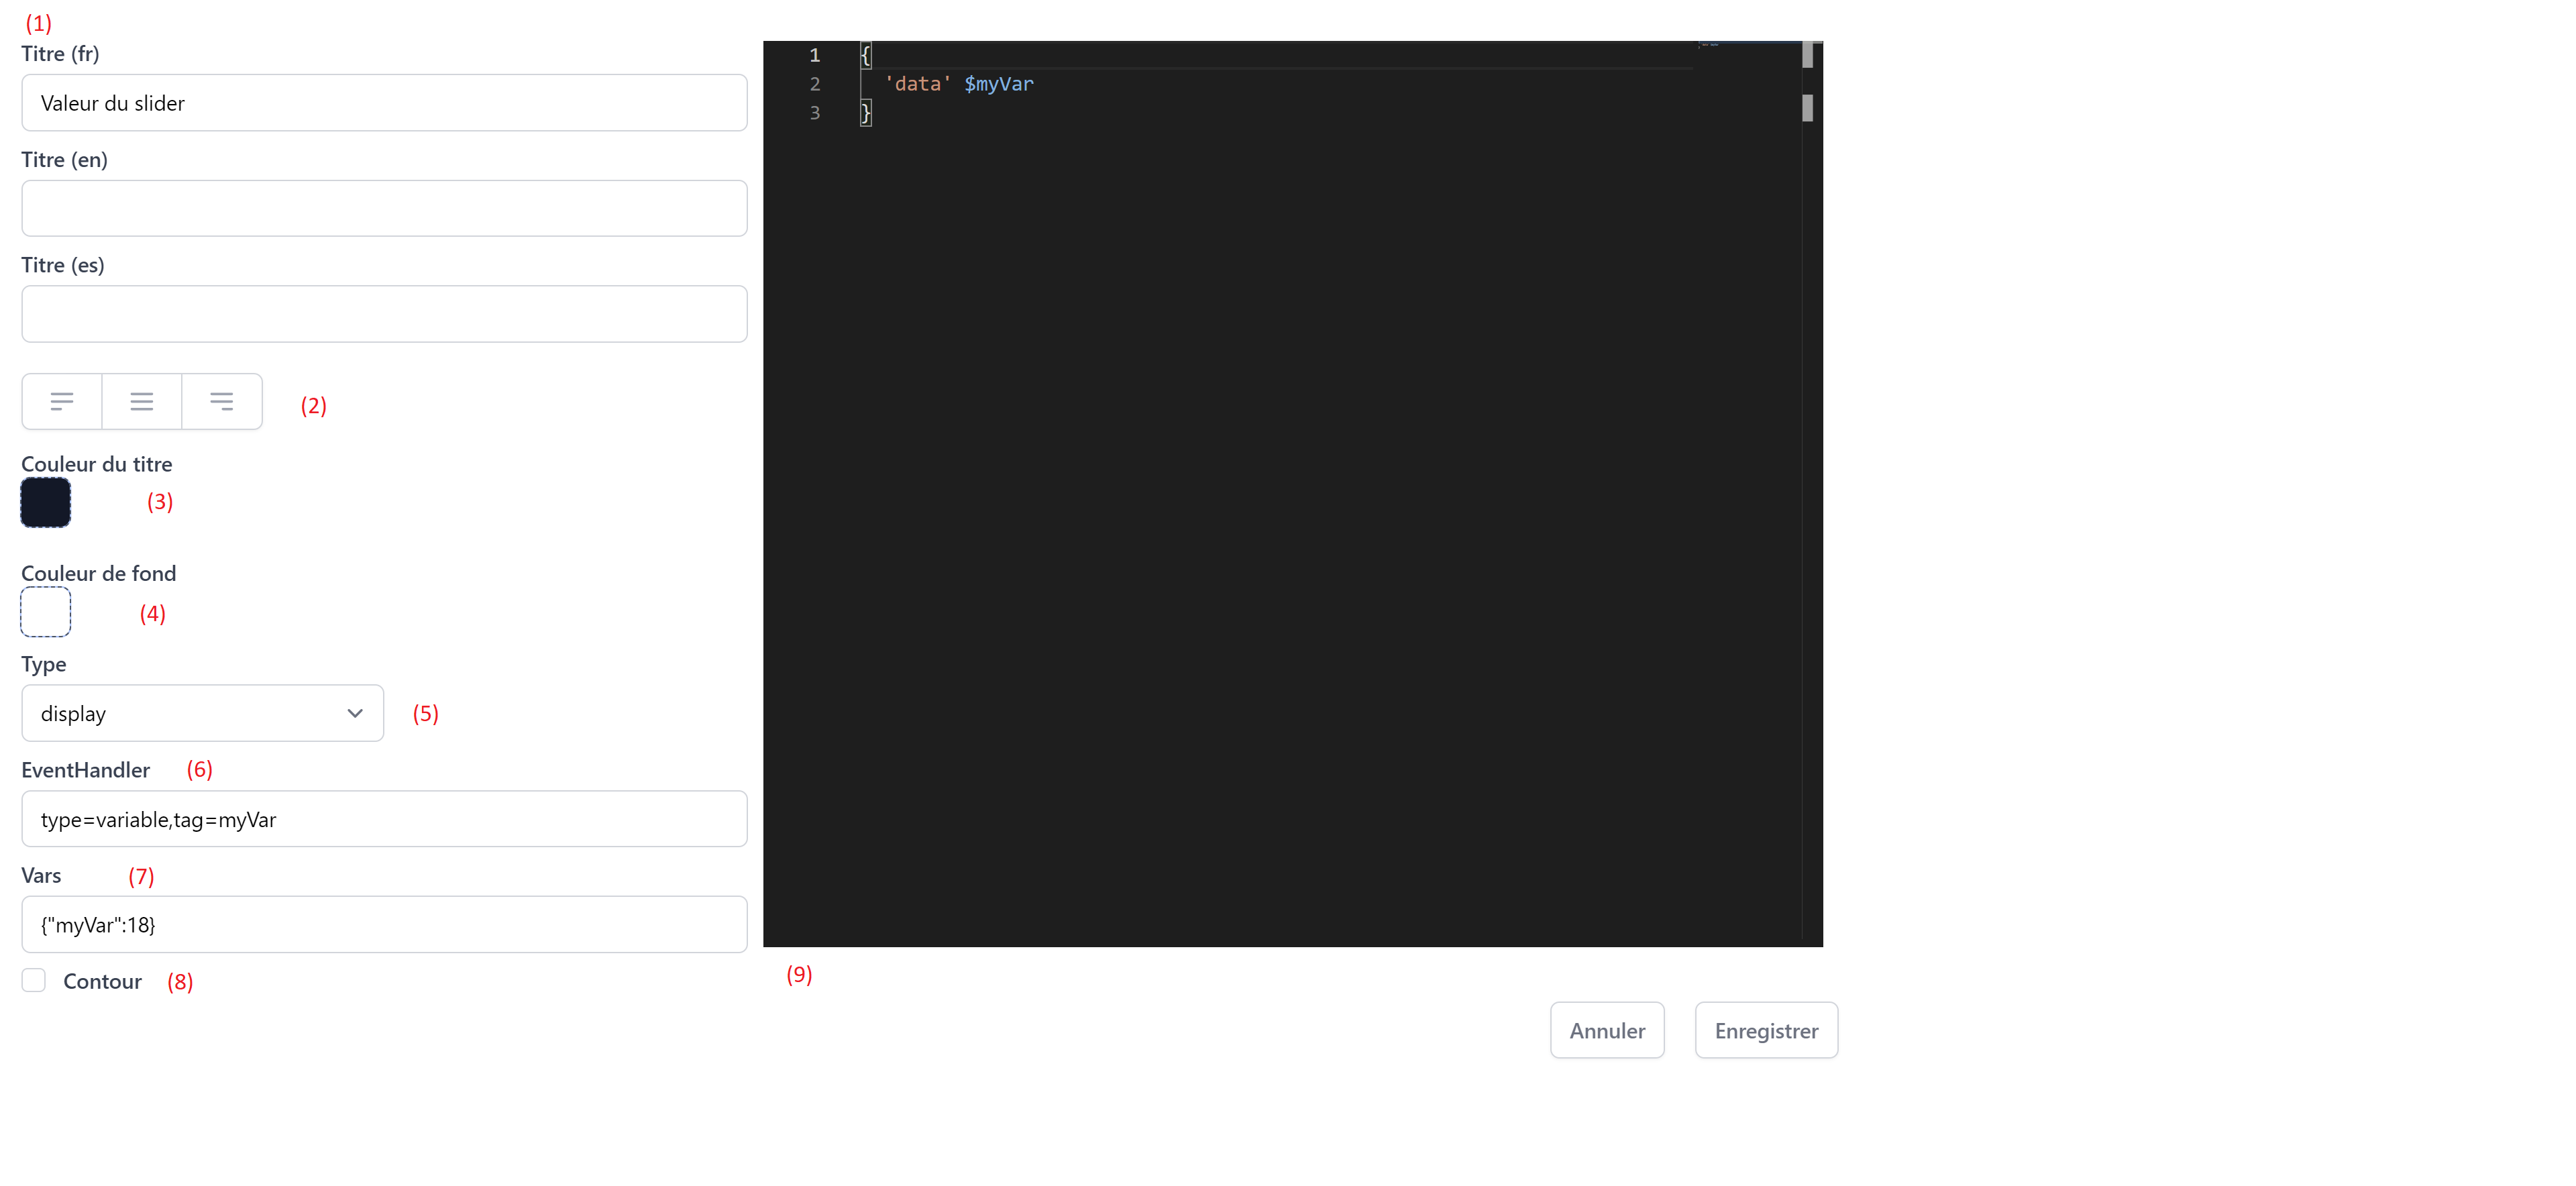 (1)
Titre (fr)
Valeur du slider
Titre (en)
Titre (es)
(2)
Couleur du titre
(3)
Couleur de fond
(4)
Type
display
(5)
EventHandler (6)
type=variable,tag=myVar
Vars (7)
{"myVar":18}
Contour (8)
1 {
2 'data' $myVar
3 }
(9)
Annuler Enregistrer